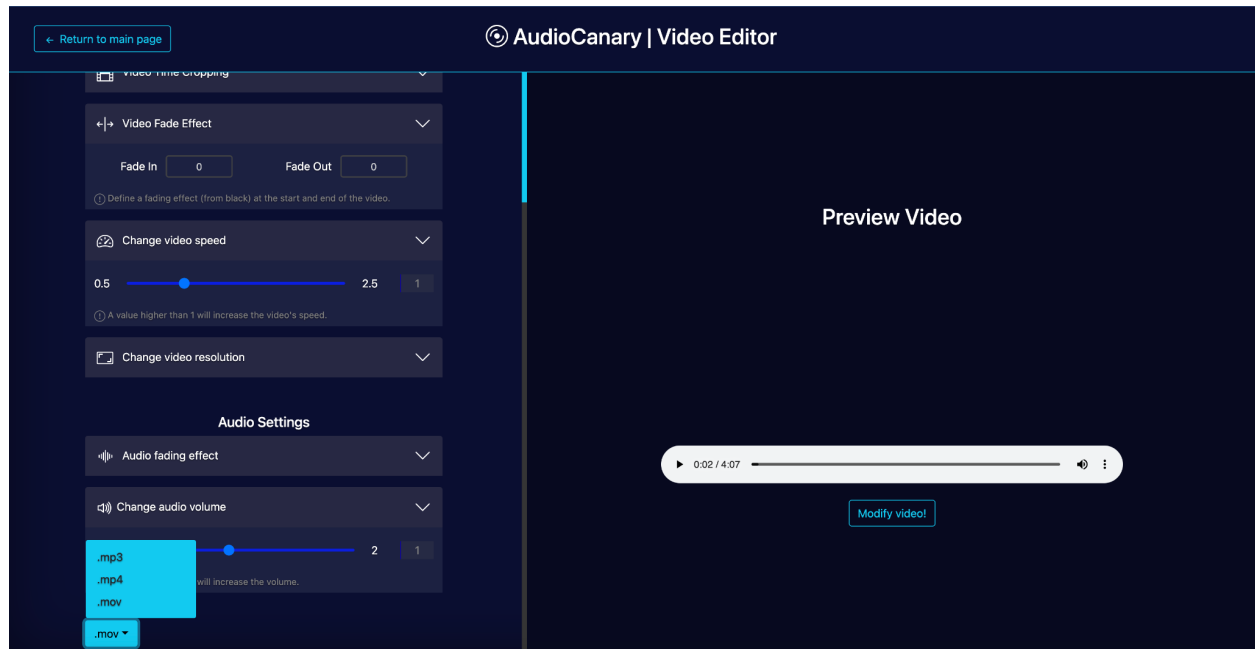 ← Return to main page
AudioCanary | Video Editor
Video Time Cropping
Video Fade Effect
Fade In 0 Fade Out 0
Define a fading effect (from black) at the start and end of the video.
Change video speed
0.5 2.5 1
A value higher than 1 will increase the video's speed.
Change video resolution
Audio Settings
Audio fading effect
Change audio volume
2 1
will increase the volume.
.mp3
.mp4
.mov
.mov
Preview Video
0:02 / 4:07
Modify video!